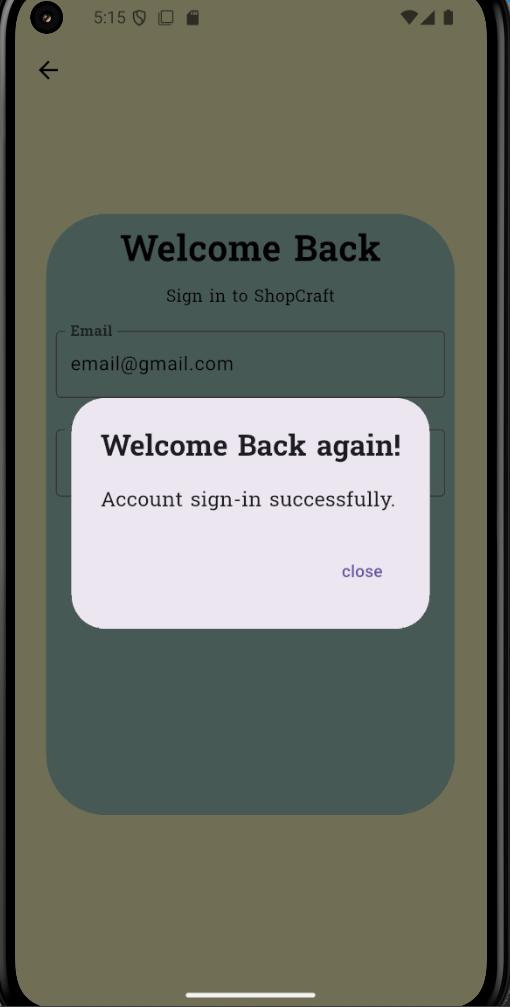 5:15
Welcome Back
Sign in to ShopCraft
Email
email@gmail.com
Welcome Back again!
Account sign-in successfully.
close